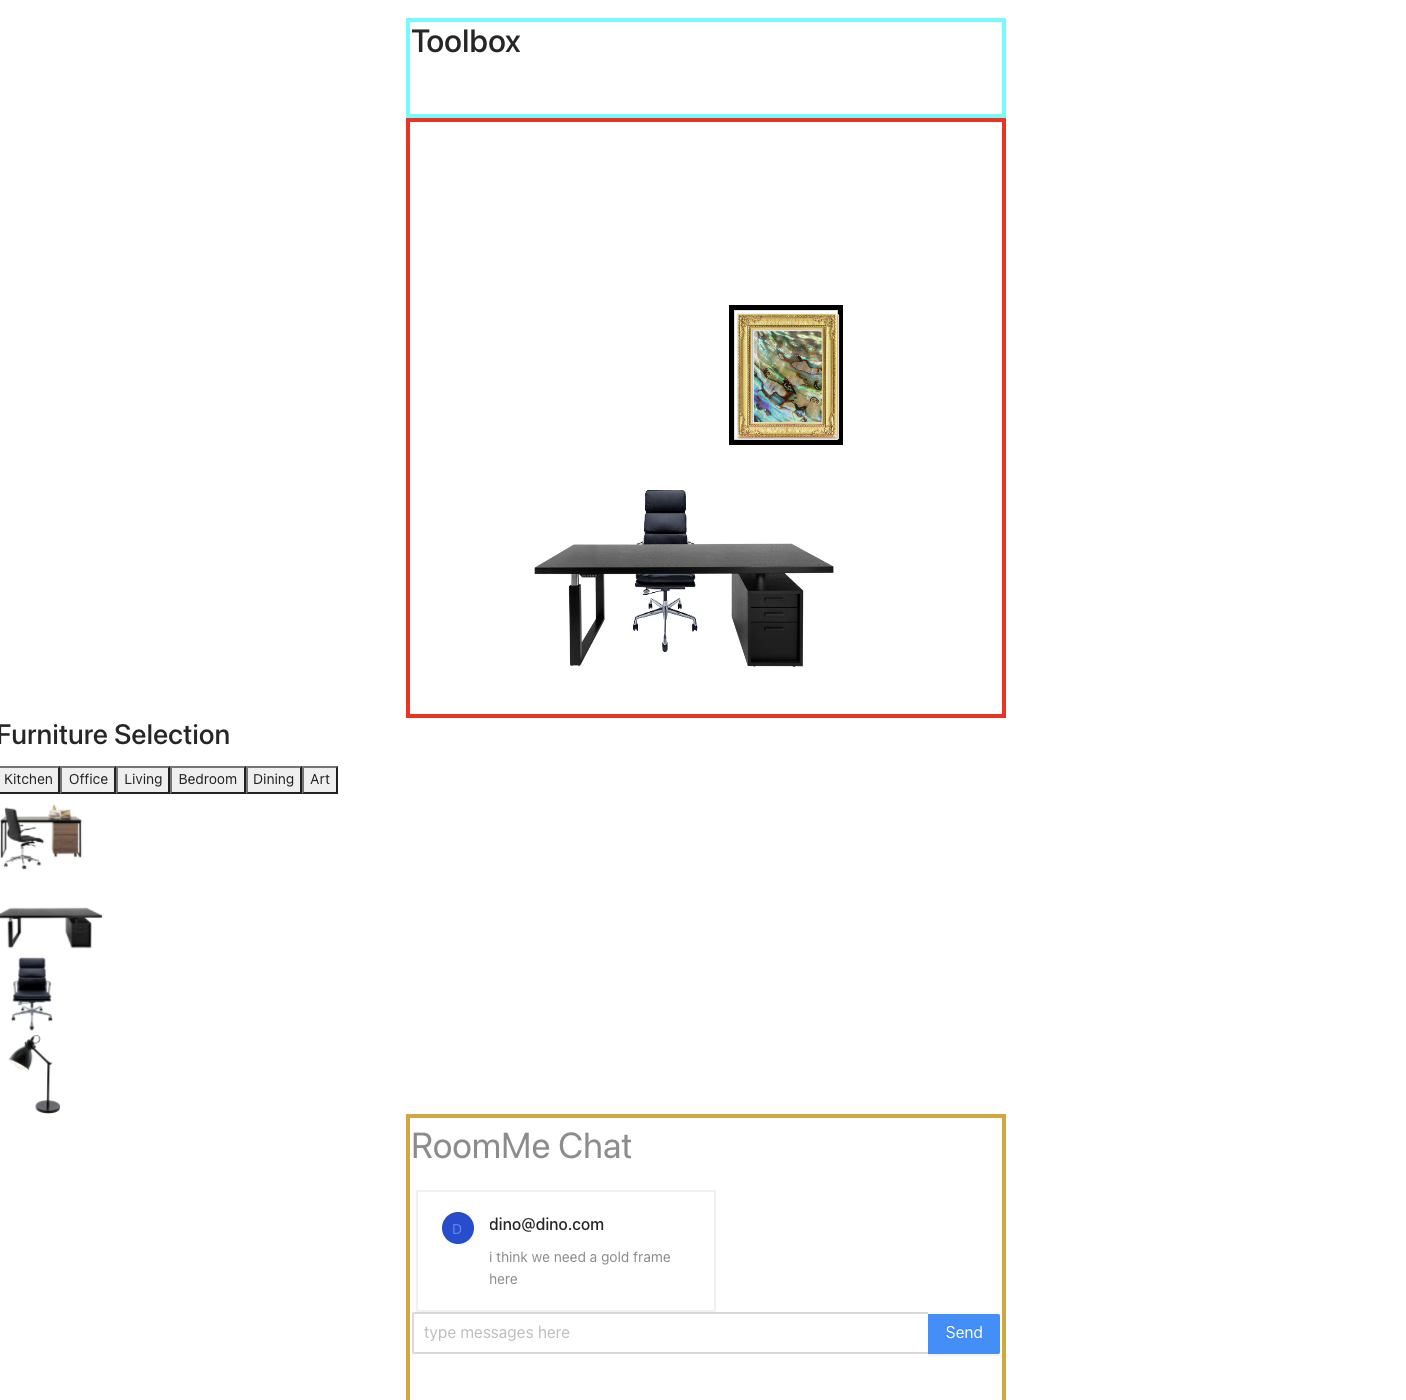 Toolbox
Furniture Selection
Kitchen Office Living Bedroom Dining Art
RoomMe Chat
D
dino@dino.com
i think we need a gold frame
here
type messages here
Send